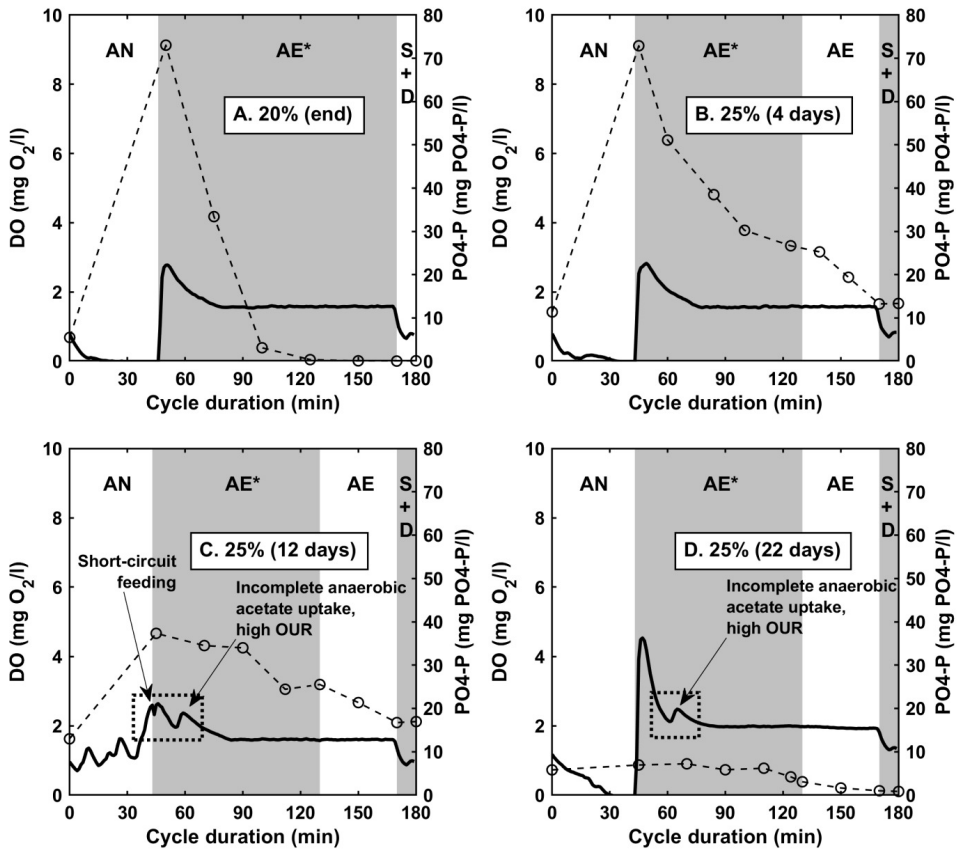 10
8
6
4
2
0
DO (mg O2/l)
AN
AE*
S
+
D
A. 20% (end)
80
70
60
50
40
30
20
10
0
PO4-P (mg PO4-P/l)
0 30 60 90 120 150 180
Cycle duration (min)
10
8
6
4
2
0
DO (mg O2/l)
AN
AE*
AE
S
+
D
B. 25% (4 days)
80
70
60
50
40
30
20
10
0
PO4-P (mg PO4-P/l)
0 30 60 90 120 150 180
Cycle duration (min)
10
8
6
4
2
0
DO (mg O2/l)
AN
AE*
AE
S
+
D
C. 25% (12 days)
Short-circuit
feeding
Incomplete anaerobic
acetate uptake,
high OUR
80
70
60
50
40
30
20
10
0
PO4-P (mg PO4-P/l)
0 30 60 90 120 150 180
Cycle duration (min)
10
8
6
4
2
0
DO (mg O2/l)
AN
AE*
AE
S
+
D
D. 25% (22 days)
Incomplete anaerobic
acetate uptake,
high OUR
80
70
60
50
40
30
20
10
0
PO4-P (mg PO4-P/l)
0 30 60 90 120 150 180
Cycle duration (min)